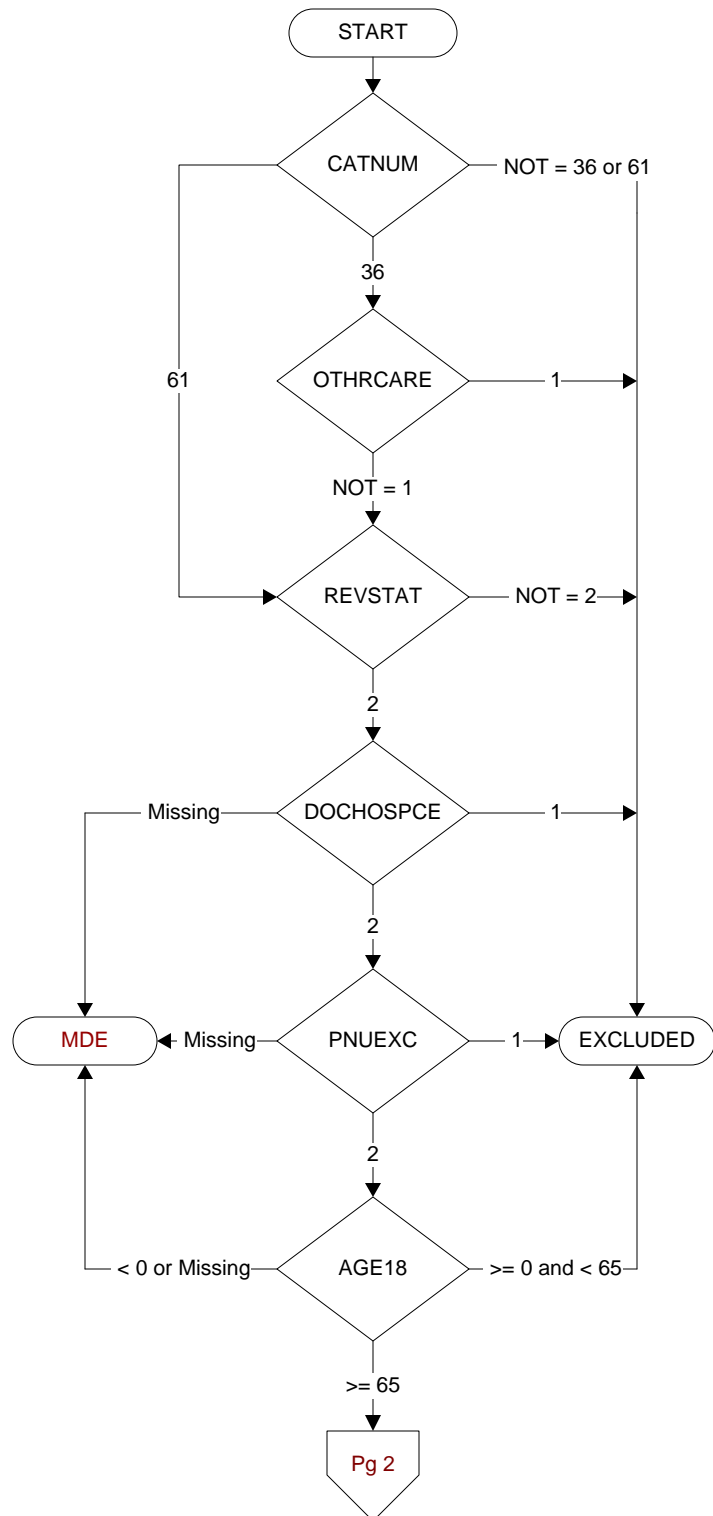 START
CATNUM
NOT = 36 or 61
36
61
OTHRCARE
1
NOT = 1
REVSTAT
NOT = 2
2
Missing
DOCHOSPCE
1
2
MDE
Missing
PNUEXC
1
EXCLUDED
2
< 0 or Missing
AGE18
>= 0 and < 65
>= 65
Pg 2